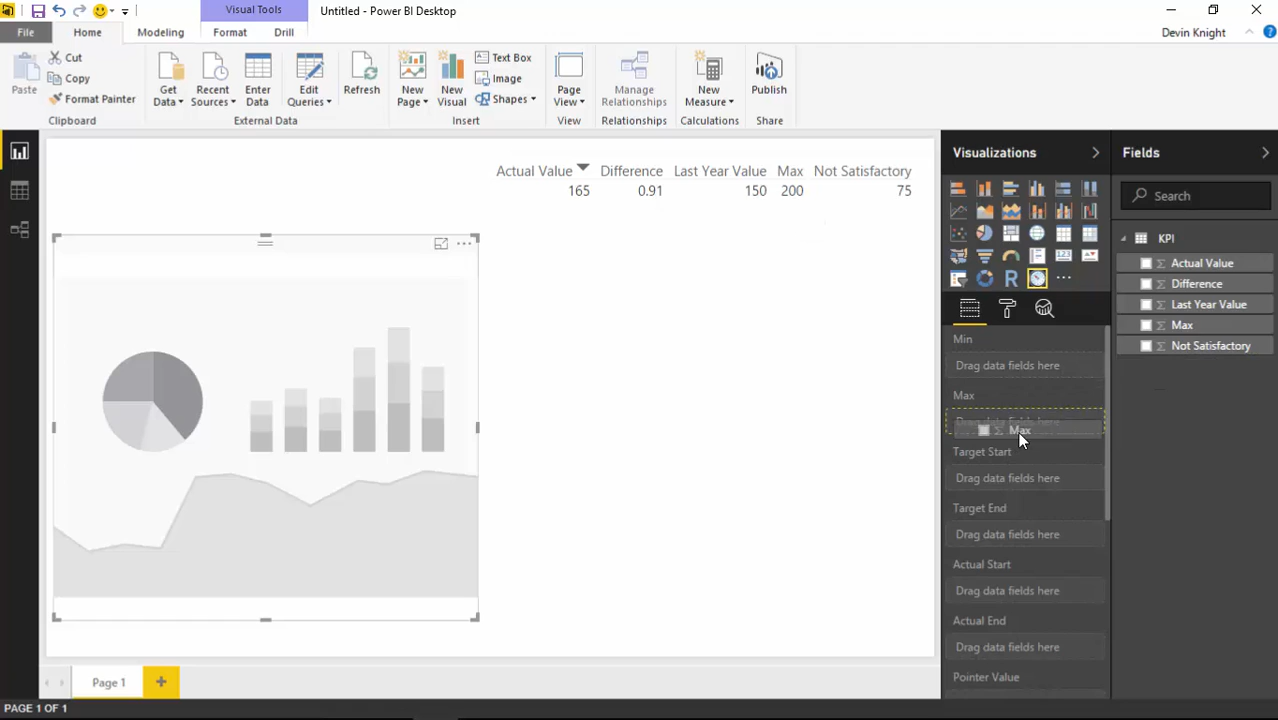 Visual Tools
Untitled - Power BI Desktop
File
Home
Modeling
Format
Drill
Devin Knight
Paste
Cut
Copy
Format Painter
Clipboard
Get
Data
Recent
Sources
Enter
Data
Edit
Queries
Refresh
External Data
New
Page
New
Visual
Text Box
Image
Shapes
Insert
Page
View
View
Manage
Relationships
Relationships
New
Measure
Calculations
Publish
Share
Actual Value Difference Last Year Value Max Not Satisfactory
165 0.91 150 200 75
Visualizations
R
Min
Drag data fields here
Max
Drag data fields here
Max
Target Start
Drag data fields here
Target End
Drag data fields here
Actual Start
Drag data fields here
Actual End
Drag data fields here
Pointer Value
Fields
Search
KPI
Σ Actual Value
Σ Difference
Σ Last Year Value
Σ Max
Σ Not Satisfactory
Page 1
PAGE 1 OF 1